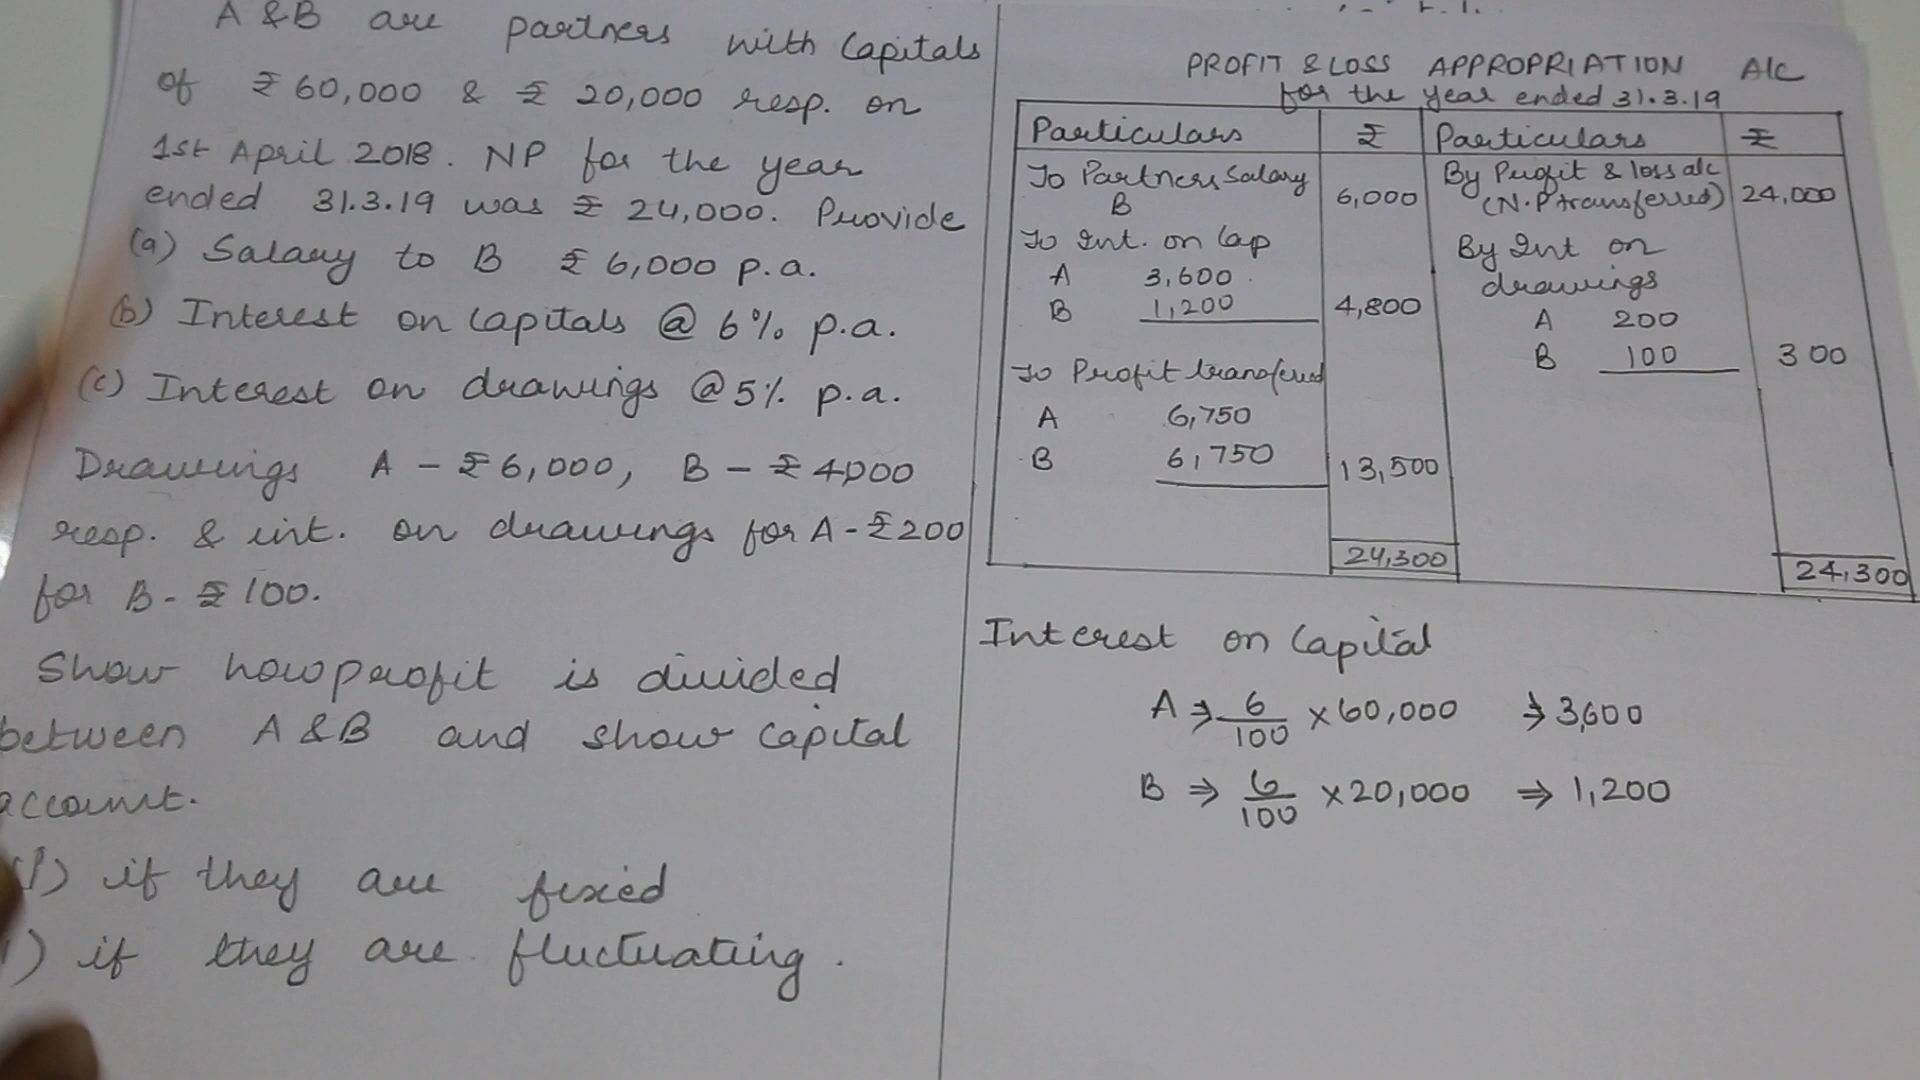 A & B are partners with Capitals
of ₹ 60,000 & ₹ 20,000 resp. on
1st April 2018. NP for the year
ended 31.3.19 was ₹ 24,000. Provide
(a) Salary to B ₹ 6,000 p.a.
(b) Interest on Capitals @ 6% p.a.
(c) Interest on drawings @ 5% p.a.
Drawings A - ₹ 6,000, B - ₹ 4000
resp. & int. on drawings for A - ₹ 200
for B - ₹ 100.
Show how profit is divided
between A & B and show Capital
account.
) if they are fixed
) if they are fluctuating.
PROFIT & LOSS APPROPRIATION A/C
for the year ended 31.3.19
Particulars ₹ Particulars ₹
To Partners Salary By Profit & loss a/c
B 6,000 (N.P transferred) 24,000
To Int. on Cap By Int on
A 3,600 drawings
B 1,200 4,800 A 200
To Profit transferred B 100 300
A 6,750
B 6,750 13,500
24,300 24,300
Interest on Capital
A ⇒ 6/100 × 60,000 ⇒ 3,600
B ⇒ 6/100 × 20,000 ⇒ 1,200